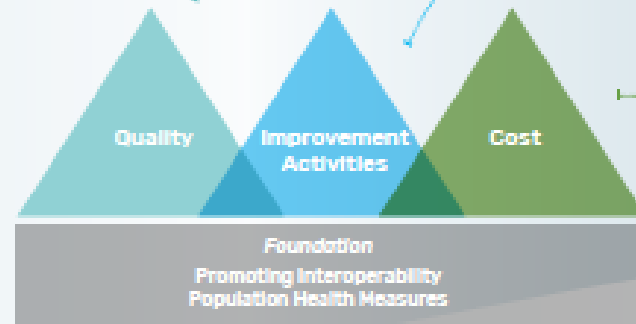 Quality
Improvement
Activities
Cost
Foundation
Promoting Interoperability
Population Health Measures